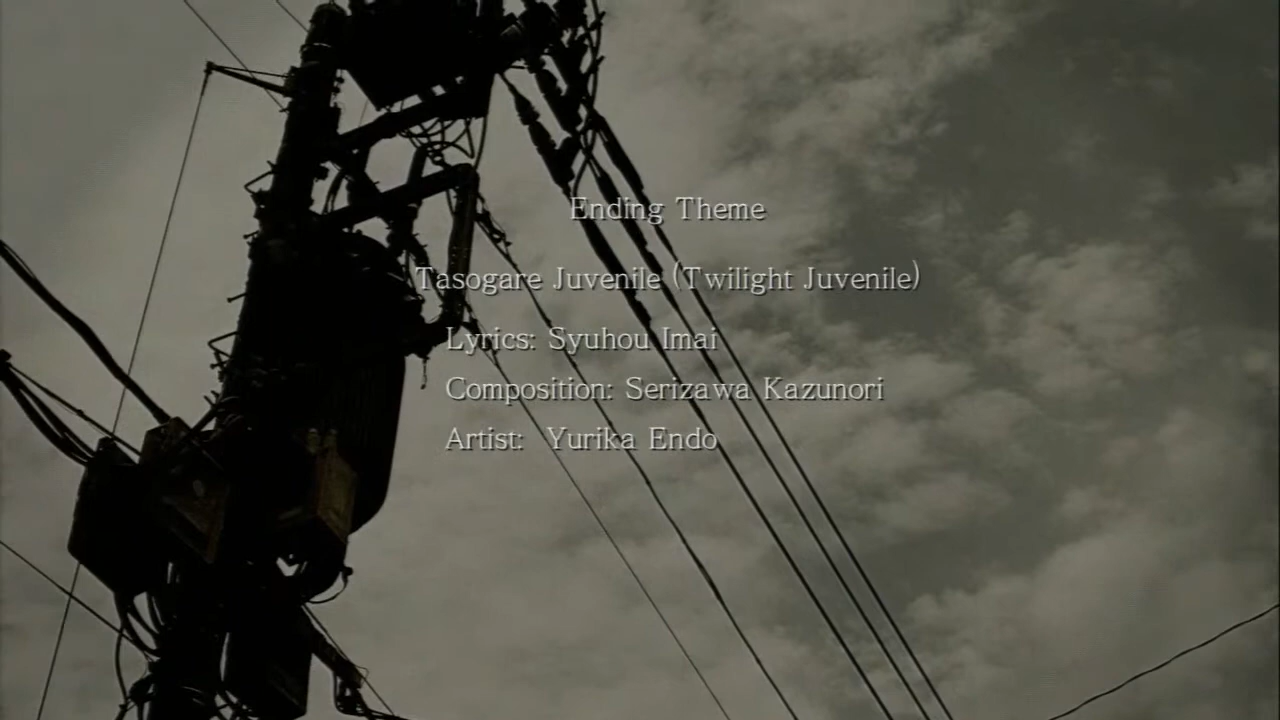 Ending Theme
Tasogare Juvenile (Twilight Juvenile)
Lyrics: Syuhou Imai
Composition: Serizawa Kazunori
Artist: Yurika Endo